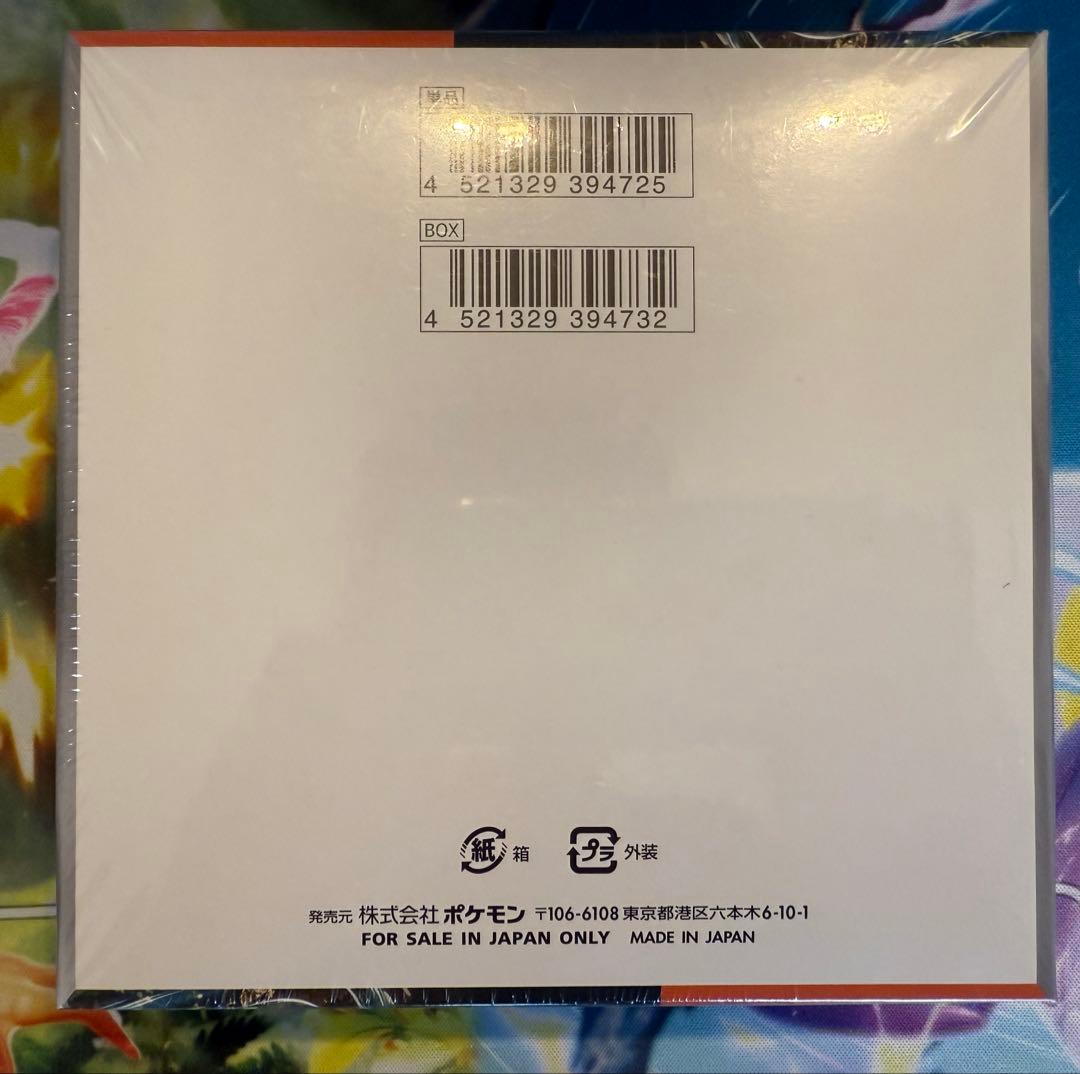 単品
4 521329 394725
BOX
4 521329 394732
紙 箱 プラ 外装
発売元 株式会社 ポケモン 〒106-6108 東京都港区六本木6-10-1
FOR SALE IN JAPAN ONLY MADE IN JAPAN